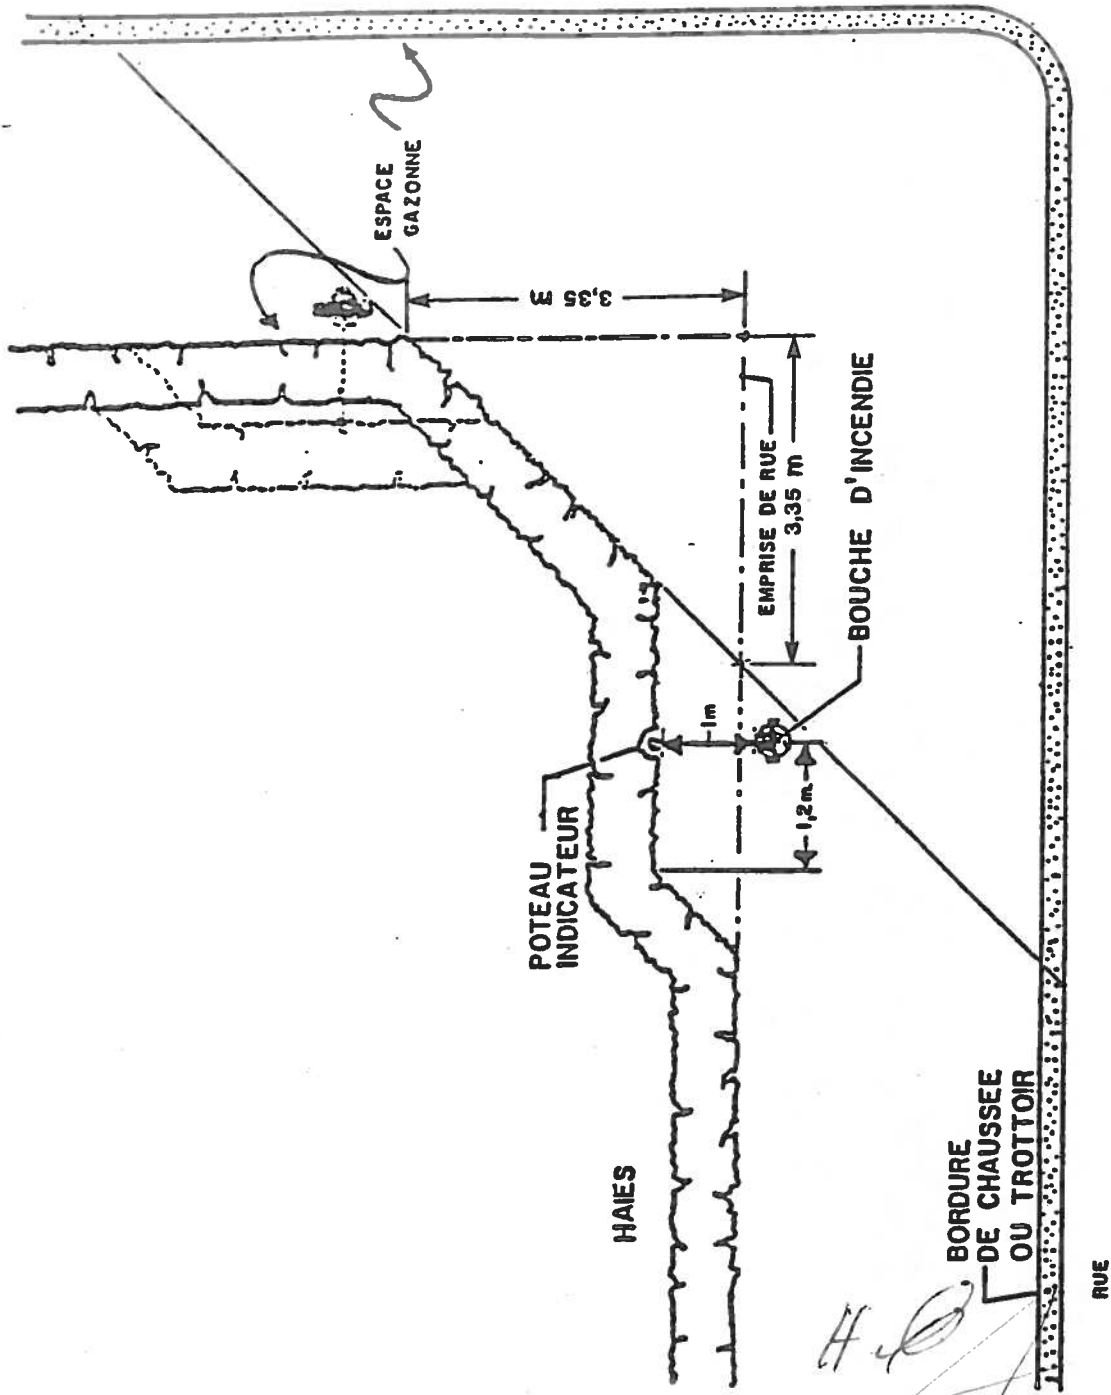 ESPACE
GAZONNE
3,35 m
EMPRISE DE RUE
3,35 m
BOUCHE D'INCENDIE
1m
1,2m
POTEAU
INDICATEUR
HAIES
BORDURE
DE CHAUSSEE
OU TROTTOIR
RUE